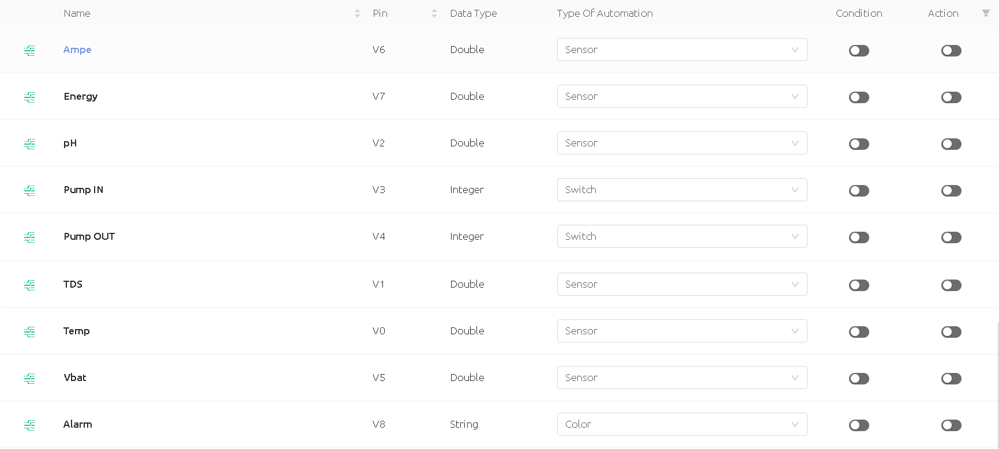 Name Pin Data Type Type Of Automation Condition Action
Ampe V6 Double Sensor
Energy V7 Double Sensor
pH V2 Double Sensor
Pump IN V3 Integer Switch
Pump OUT V4 Integer Switch
TDS V1 Double Sensor
Temp V0 Double Sensor
Vbat V5 Double Sensor
Alarm V8 String Color